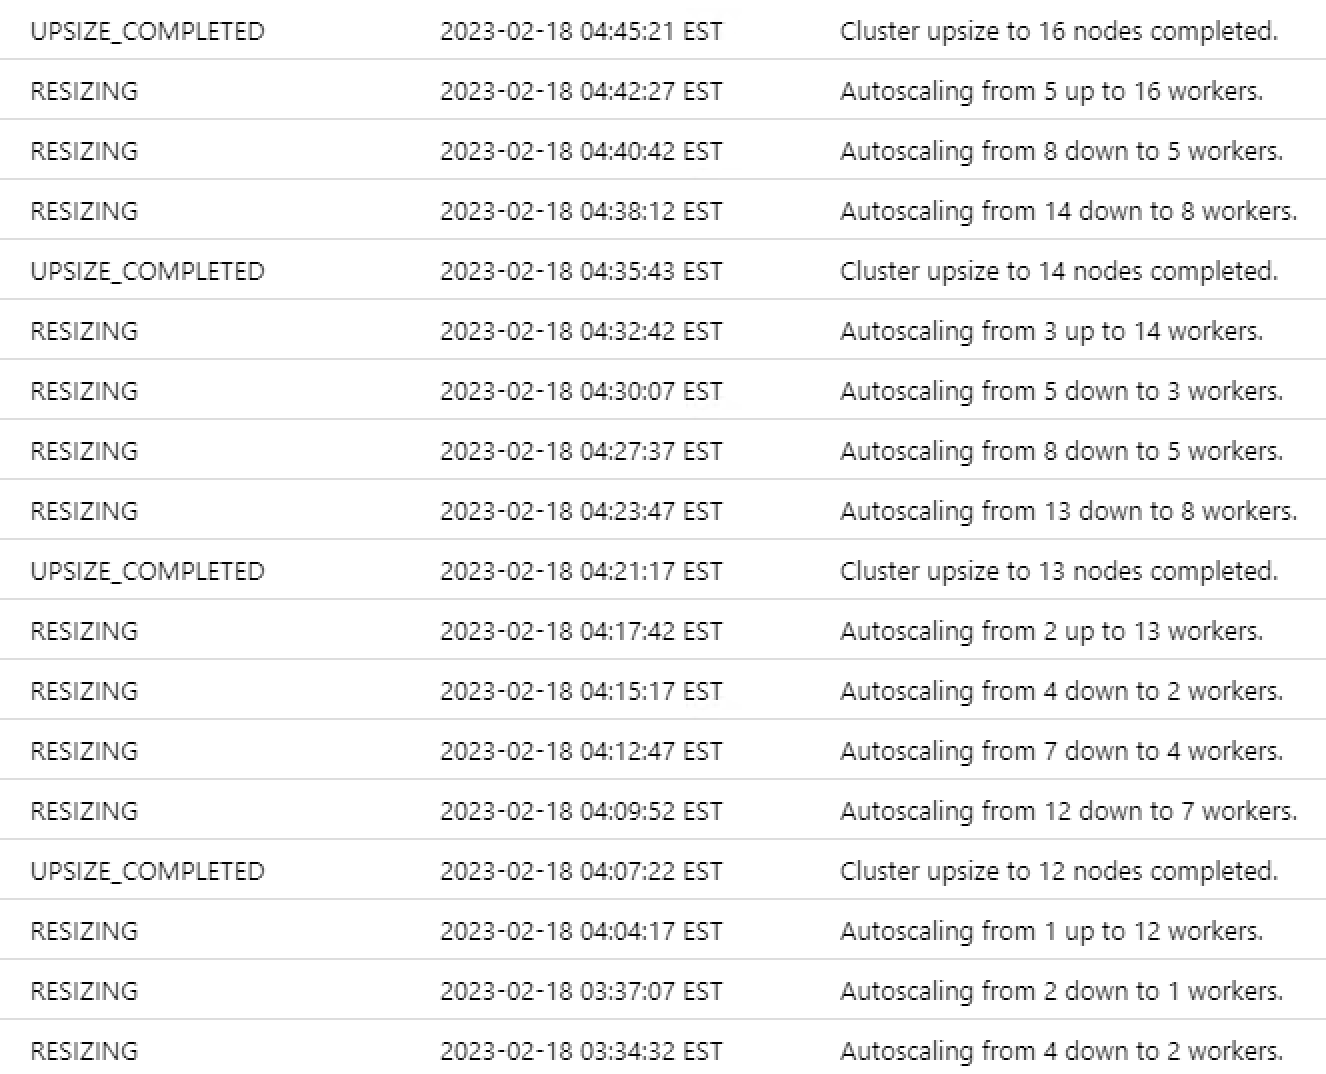 UPSIZE_COMPLETED 2023-02-18 04:45:21 EST Cluster upsize to 16 nodes completed.
RESIZING 2023-02-18 04:42:27 EST Autoscaling from 5 up to 16 workers.
RESIZING 2023-02-18 04:40:42 EST Autoscaling from 8 down to 5 workers.
RESIZING 2023-02-18 04:38:12 EST Autoscaling from 14 down to 8 workers.
UPSIZE_COMPLETED 2023-02-18 04:35:43 EST Cluster upsize to 14 nodes completed.
RESIZING 2023-02-18 04:32:42 EST Autoscaling from 3 up to 14 workers.
RESIZING 2023-02-18 04:30:07 EST Autoscaling from 5 down to 3 workers.
RESIZING 2023-02-18 04:27:37 EST Autoscaling from 8 down to 5 workers.
RESIZING 2023-02-18 04:23:47 EST Autoscaling from 13 down to 8 workers.
UPSIZE_COMPLETED 2023-02-18 04:21:17 EST Cluster upsize to 13 nodes completed.
RESIZING 2023-02-18 04:17:42 EST Autoscaling from 2 up to 13 workers.
RESIZING 2023-02-18 04:15:17 EST Autoscaling from 4 down to 2 workers.
RESIZING 2023-02-18 04:12:47 EST Autoscaling from 7 down to 4 workers.
RESIZING 2023-02-18 04:09:52 EST Autoscaling from 12 down to 7 workers.
UPSIZE_COMPLETED 2023-02-18 04:07:22 EST Cluster upsize to 12 nodes completed.
RESIZING 2023-02-18 04:04:17 EST Autoscaling from 1 up to 12 workers.
RESIZING 2023-02-18 03:37:07 EST Autoscaling from 2 down to 1 workers.
RESIZING 2023-02-18 03:34:32 EST Autoscaling from 4 down to 2 workers.